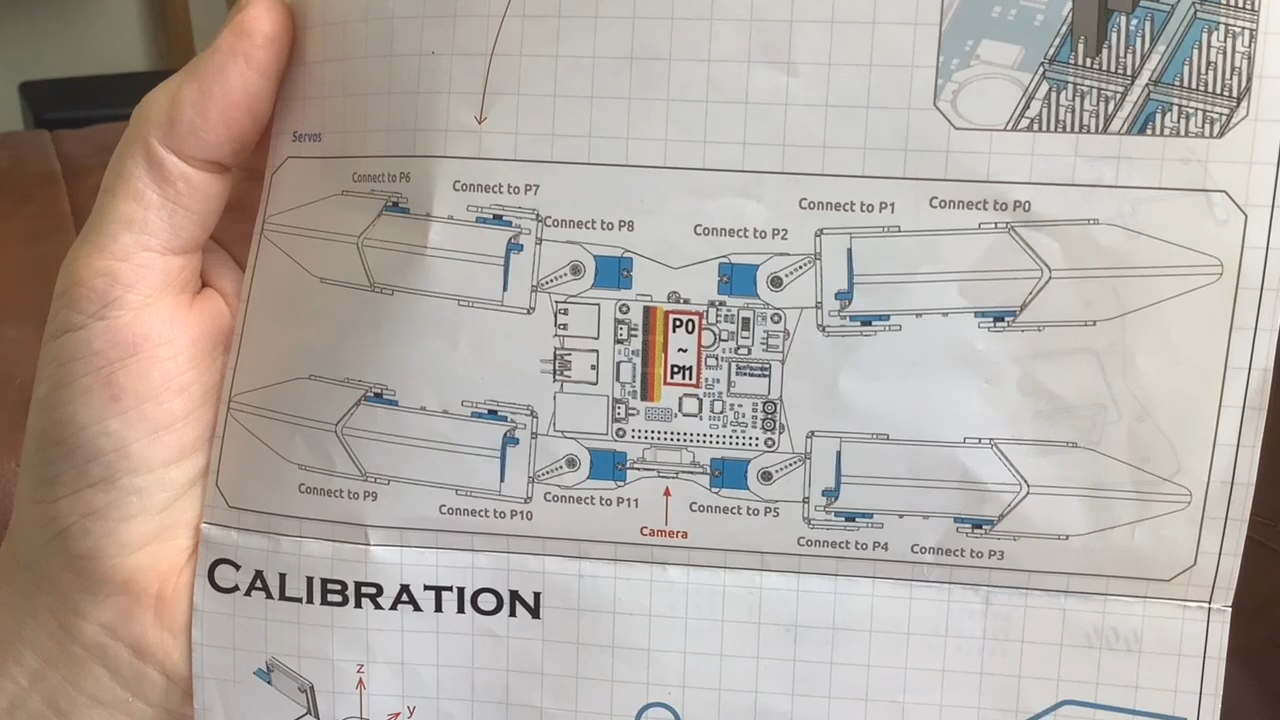 Servos
Connect to P6
Connect to P7
Connect to P8
Connect to P2
Connect to P1
Connect to P0
P0
~
P11
SunFounder
STEM Education
Connect to P9
Connect to P10
Connect to P11
Camera
Connect to P5
Connect to P4
Connect to P3
CALIBRATION
z
y